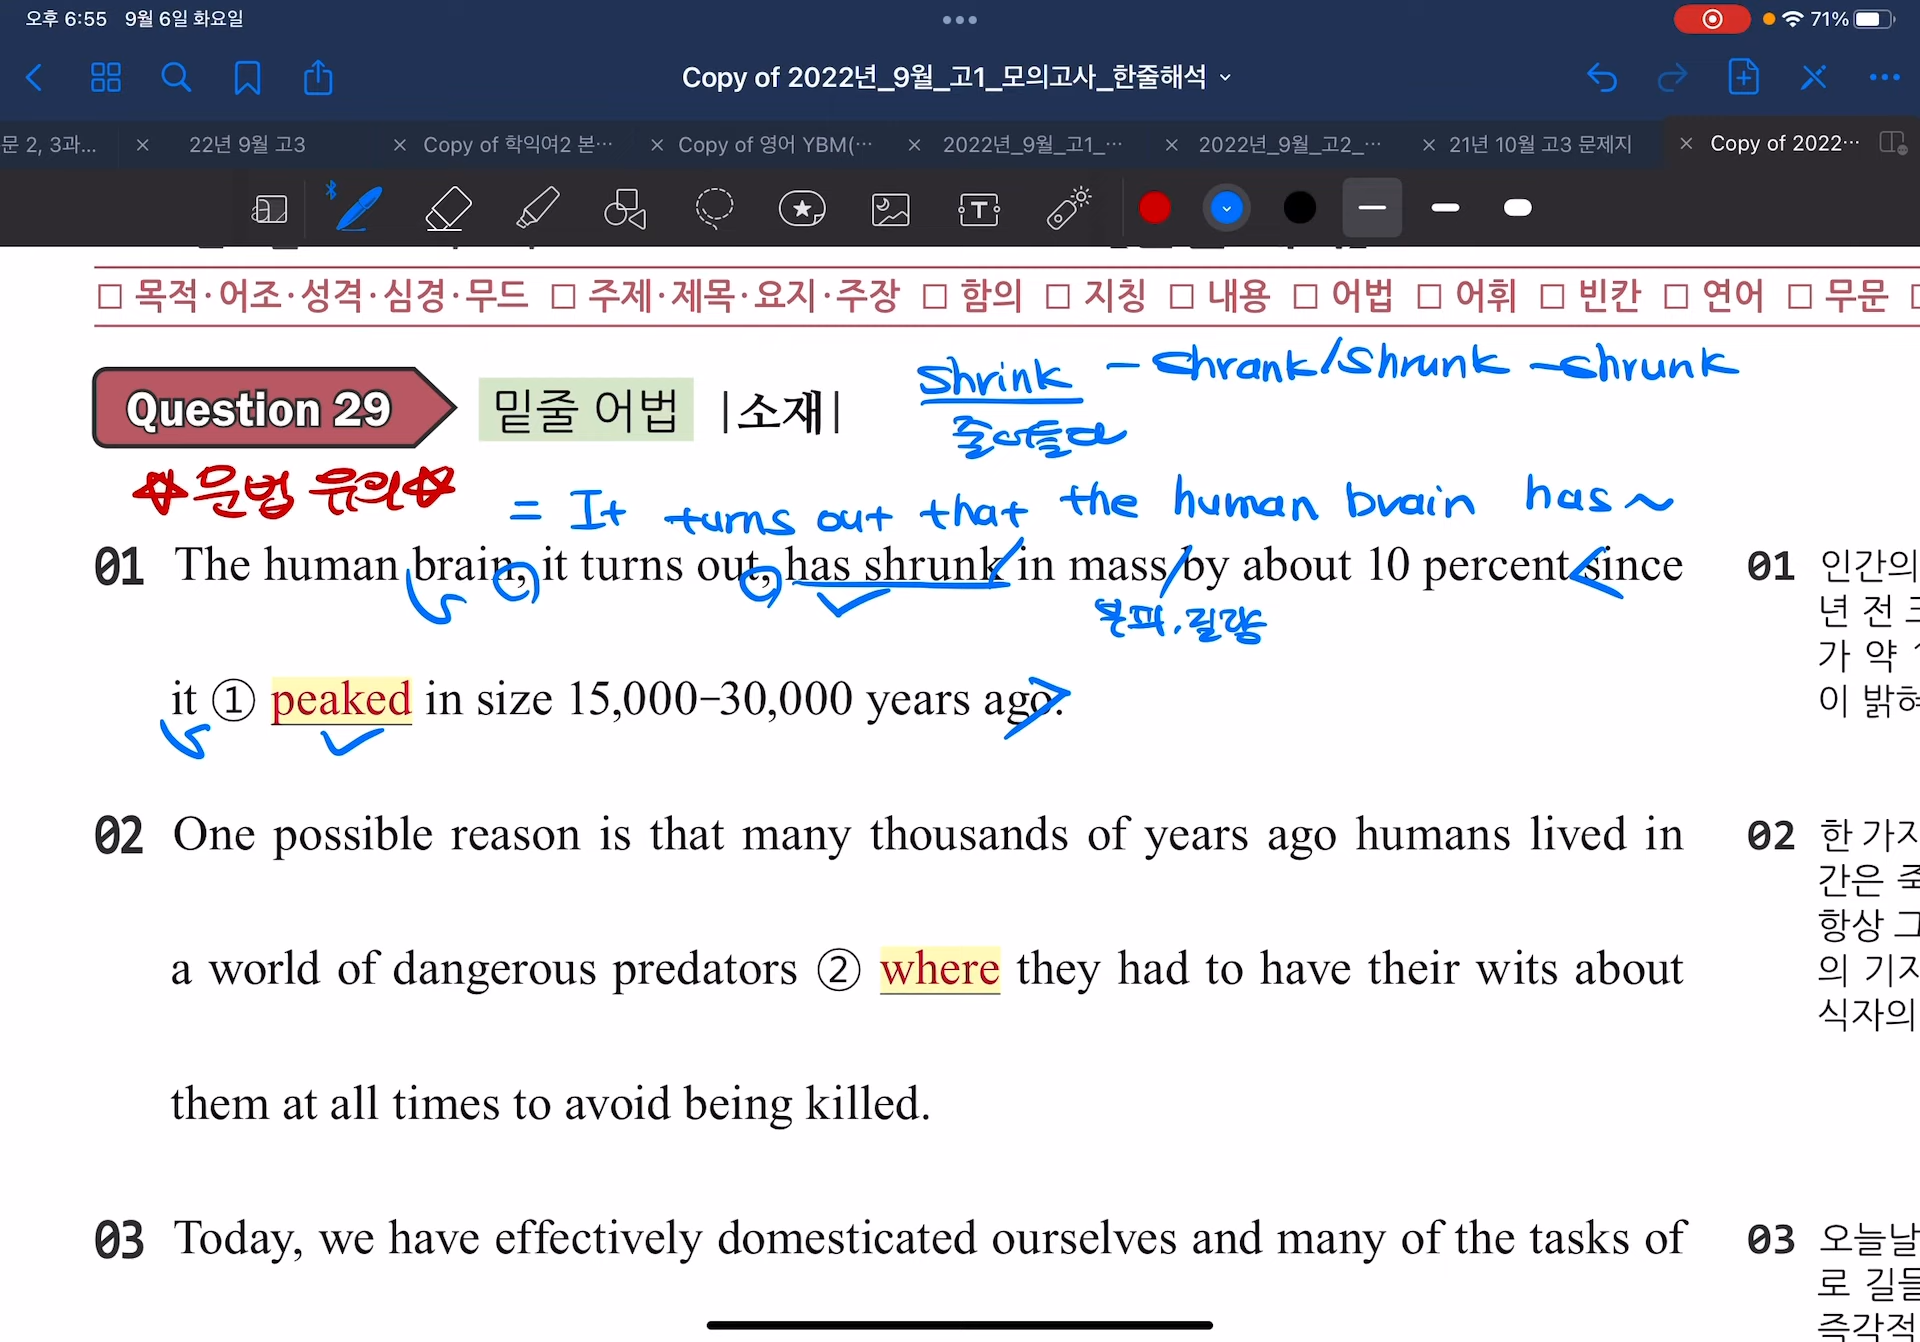 오후 6:55 9월 6일 화요일 71%
Copy of 2022년_9월_고1_모의고사_한줄해석
문 2, 3과... × 22년 9월 고3 × Copy of 학익여2 본... × Copy of 영어 YBM(... × 2022년_9월_고1_... × 2022년_9월_고2_... × 21년 10월 고3 문제지 × Copy of 2022...
□ 목적·어조·성격·심경·무드 □ 주제·제목·요지·주장 □ 함의 □ 지칭 □ 내용 □ 어법 □ 어휘 □ 빈칸 □ 연어 □ 무문
shrink - shrank/shrunk - shrunk
Question 29 밑줄 어법 |소재|
줄어들다
☆문법 유의☆
= It turns out that the human brain has~
01 The human brain, it turns out, has shrunk in mass by about 10 percent since
부피, 질량
it ① peaked in size 15,000–30,000 years ago.
01 인간의
년 전 크
가 약 1
이 밝혀
02 One possible reason is that many thousands of years ago humans lived in
a world of dangerous predators ② where they had to have their wits about
them at all times to avoid being killed.
02 한 가지
간은 죽
항상 그
의 기지
식자의
03 Today, we have effectively domesticated ourselves and many of the tasks of
03 오늘날
로 길들
즉각적